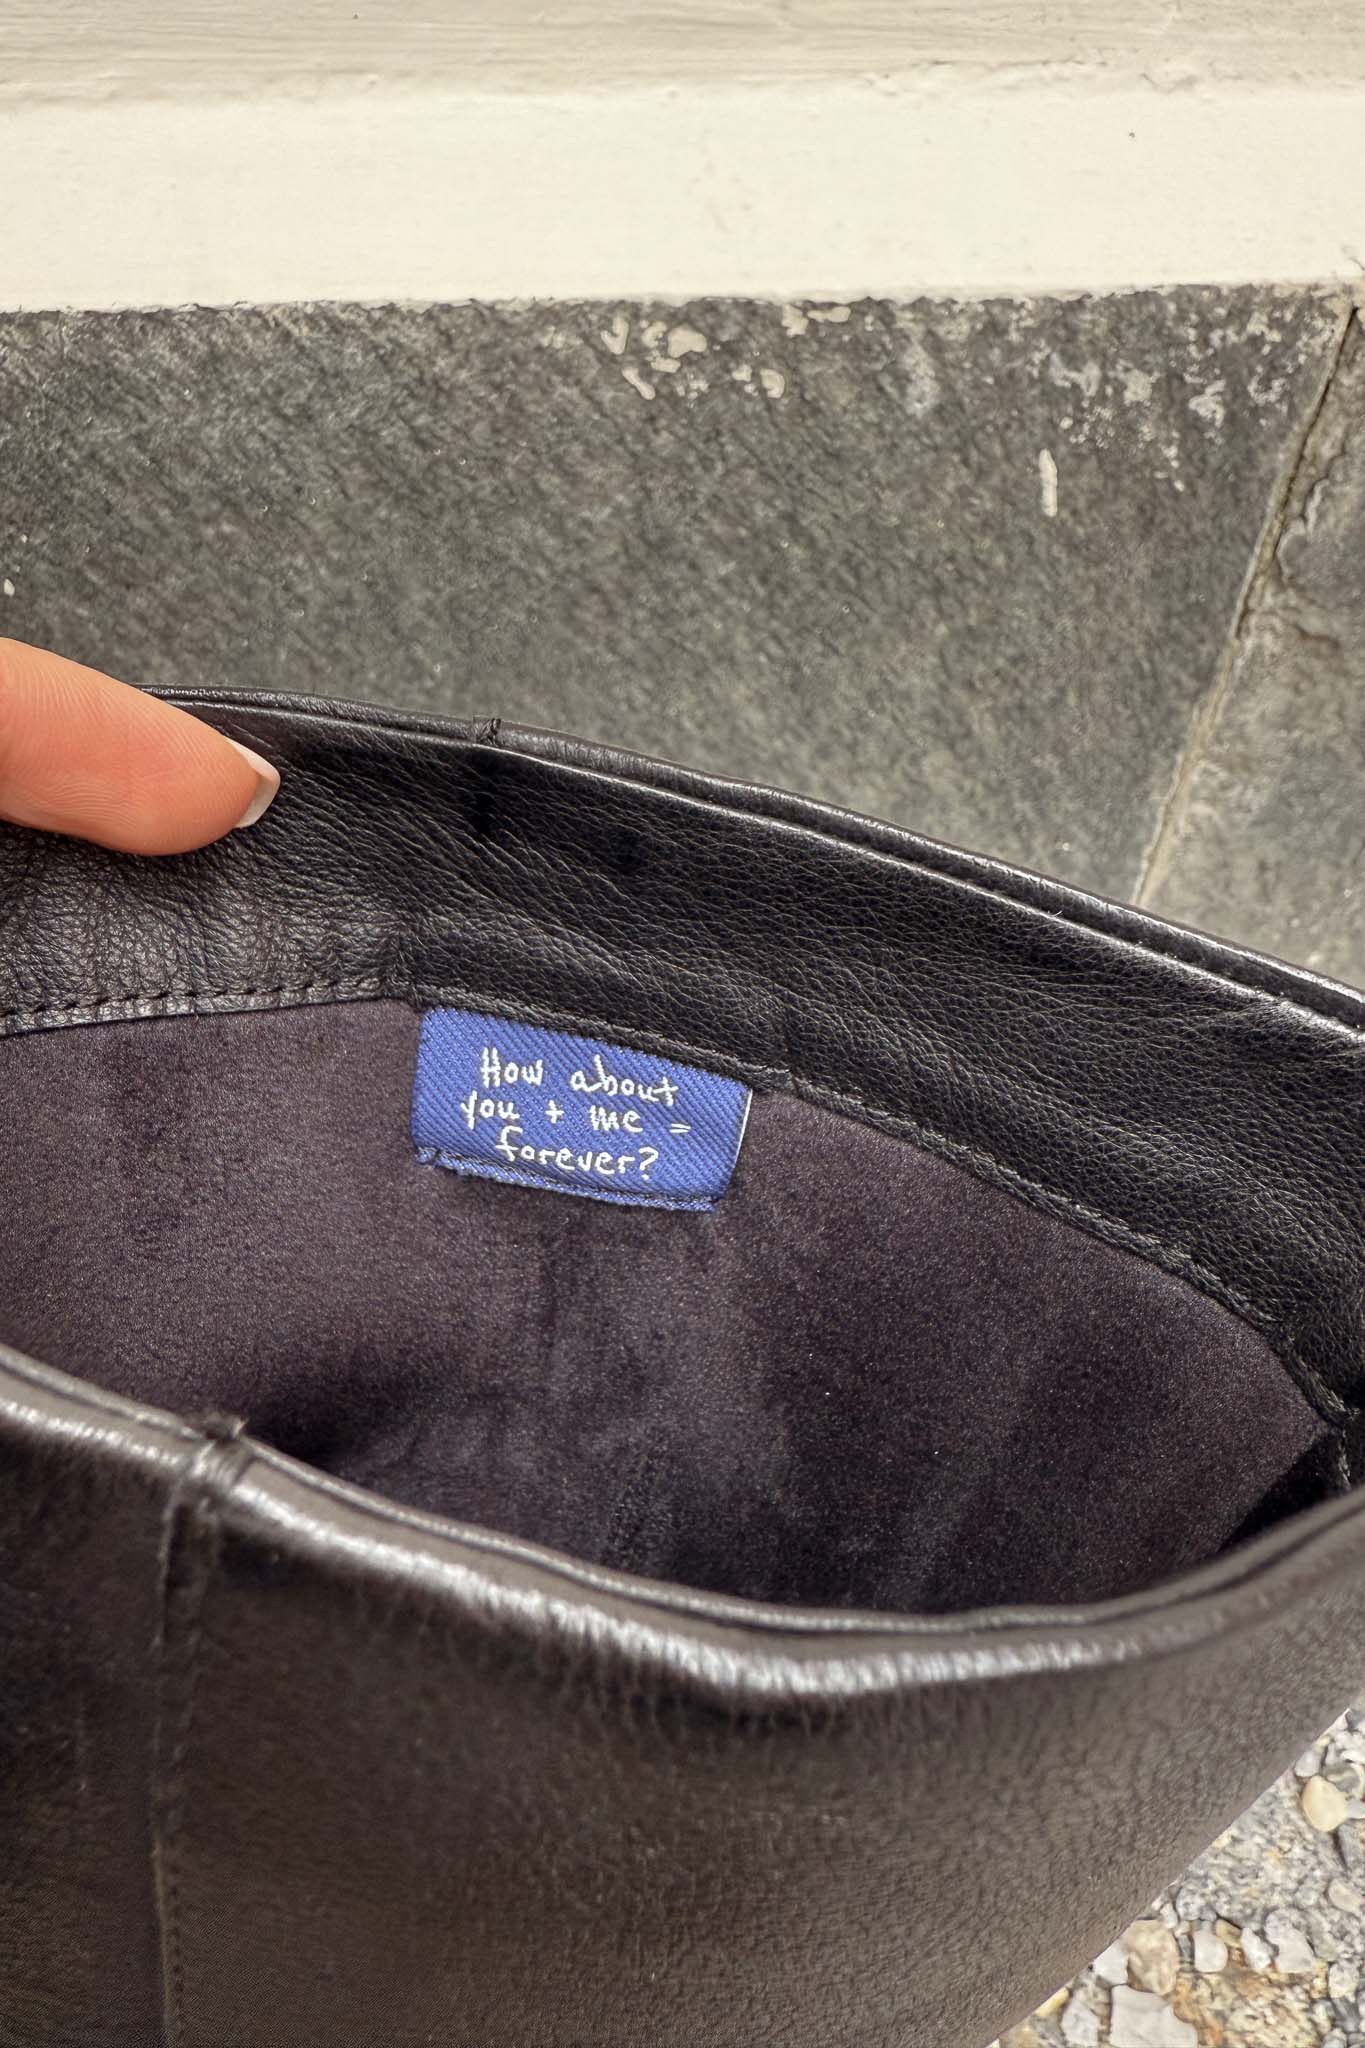 How about
you + me =
forever?